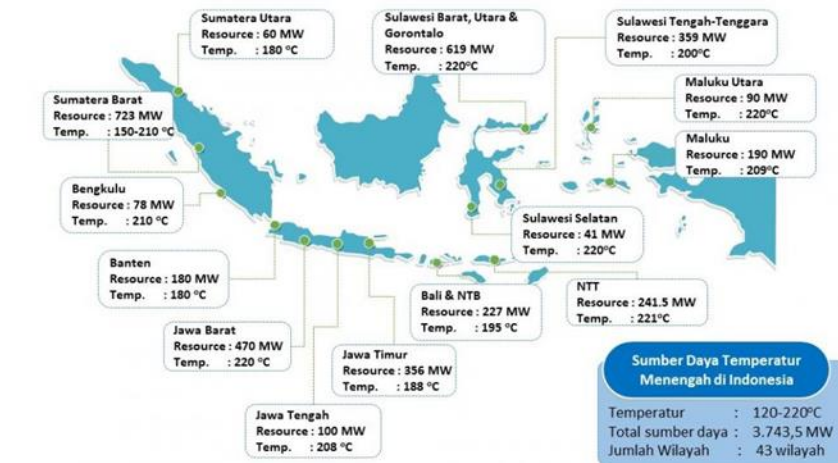 Sumatera Utara
Resource : 60 MW
Temp. : 180 °C
Sulawesi Barat, Utara &
Gorontalo
Resource : 619 MW
Temp. : 220°C
Sulawesi Tengah-Tenggara
Resource : 359 MW
Temp. : 200°C
Sumatera Barat
Resource : 723 MW
Temp. : 150-210 °C
Maluku Utara
Resource : 90 MW
Temp. : 220°C
Maluku
Resource : 190 MW
Temp. : 209°C
Bengkulu
Resource : 78 MW
Temp. : 210 °C
Sulawesi Selatan
Resource : 41 MW
Temp. : 220°C
Banten
Resource : 180 MW
Temp. : 180 °C
Bali & NTB
Resource : 227 MW
Temp. : 195 °C
NTT
Resource : 241.5 MW
Temp. : 221°C
Jawa Barat
Resource : 470 MW
Temp. : 220 °C
Jawa Timur
Resource : 356 MW
Temp. : 188 °C
Jawa Tengah
Resource : 100 MW
Temp. : 208 °C
Sumber Daya Temperatur
Menengah di Indonesia
Temperatur : 120-220°C
Total sumber daya : 3.743,5 MW
Jumlah Wilayah : 43 wilayah